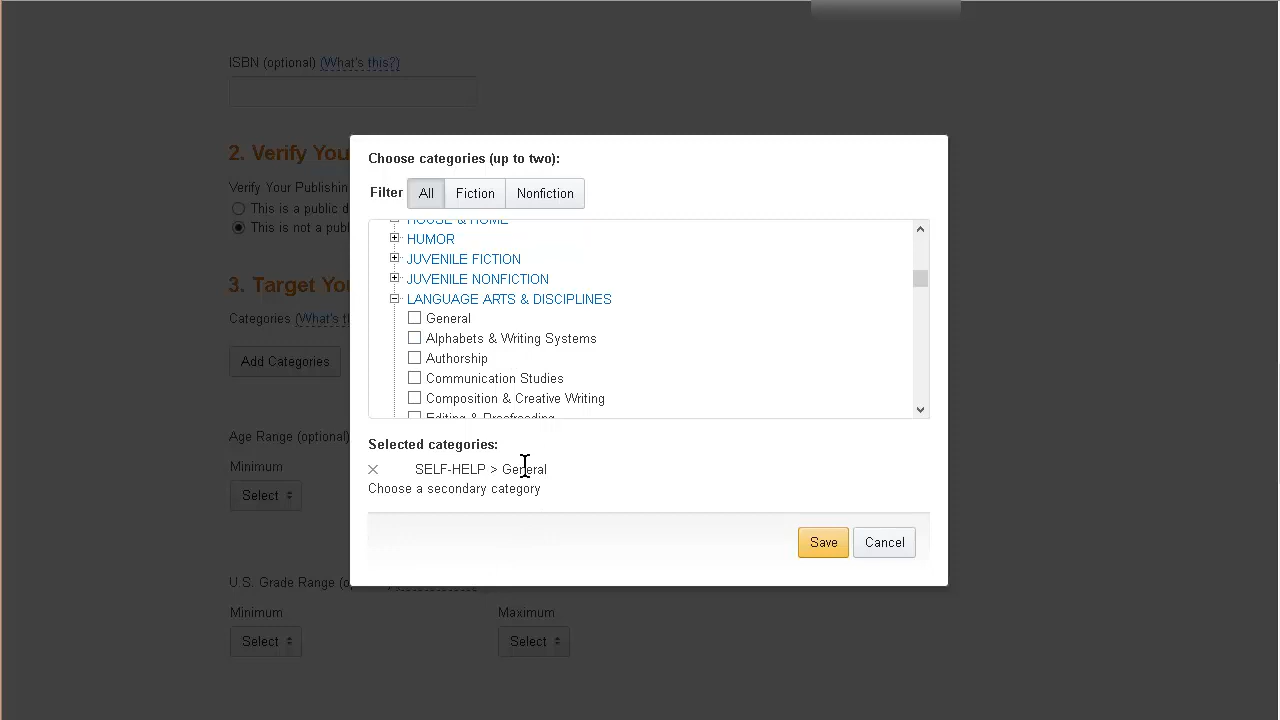 ISBN (optional) (What's this?)
2. Verify You
Verify Your Publishin
This is a public d
This is not a publ
3. Target Yo
Categories (What's th
Add Categories
Age Range (optional)
Minimum
Select
U.S. Grade Range (o
Minimum
Maximum
Select
Select
Choose categories (up to two):
Filter All Fiction Nonfiction
HOUSE & HOME
HUMOR
JUVENILE FICTION
JUVENILE NONFICTION
LANGUAGE ARTS & DISCIPLINES
General
Alphabets & Writing Systems
Authorship
Communication Studies
Composition & Creative Writing
Editing & Proofreading
Selected categories:
SELF-HELP > General
Choose a secondary category
Save Cancel